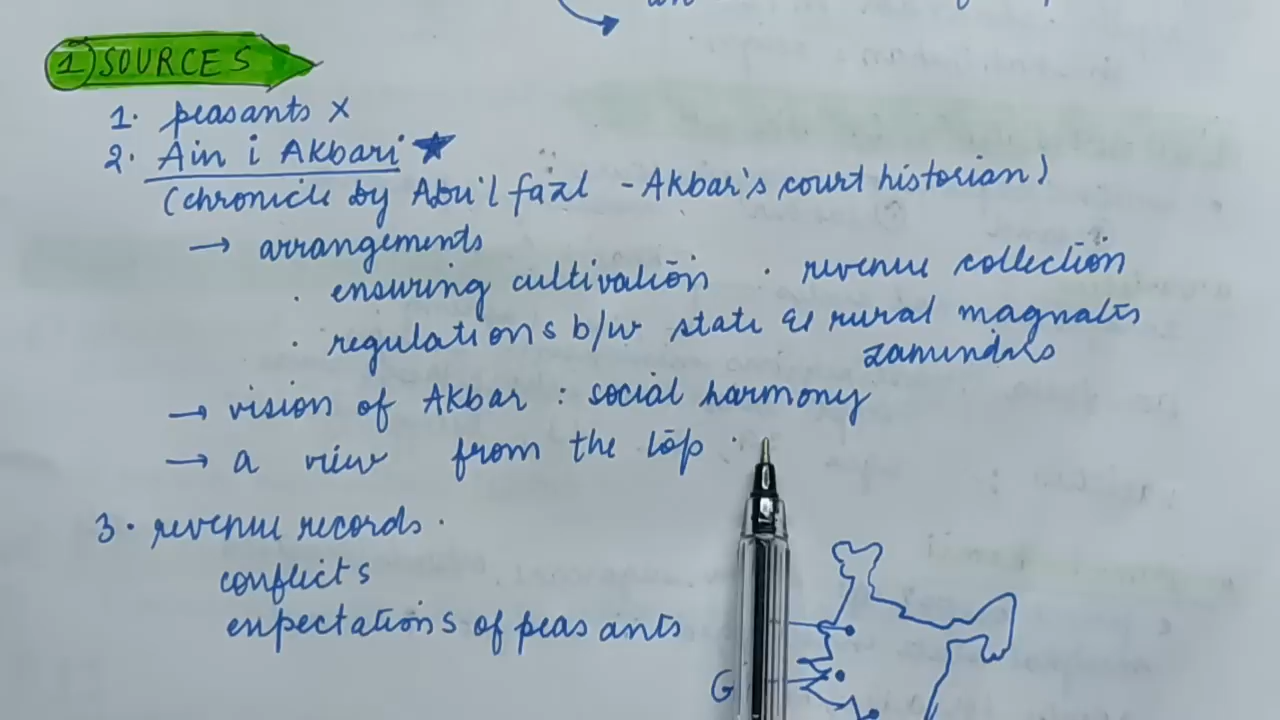 ① SOURCES
1. peasants X
2. Ain i Akbari ★
(chronicle by Abu'l fazl - Akbar's court historian)
→ arrangements
· ensuring cultivation · revenue collection
· regulations b/w state & rural magnates
zamindars
→ vision of Akbar : social harmony
→ a view from the top ·
3. revenue records ·
conflicts
expectations of peasants
G